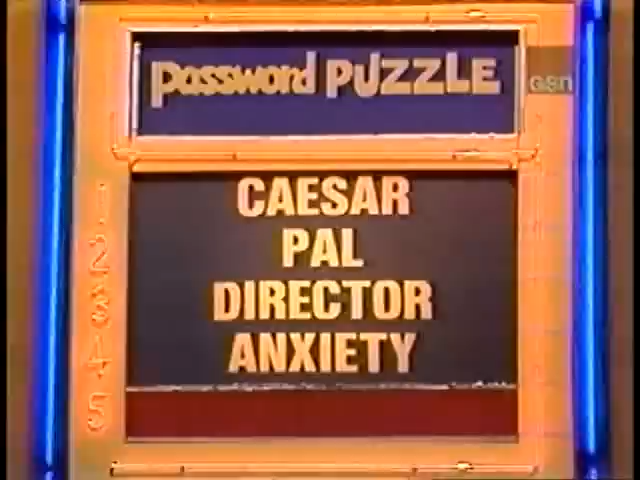 password PUZZLE
GSN
CAESAR
PAL
DIRECTOR
ANXIETY
1
2
3
4
5